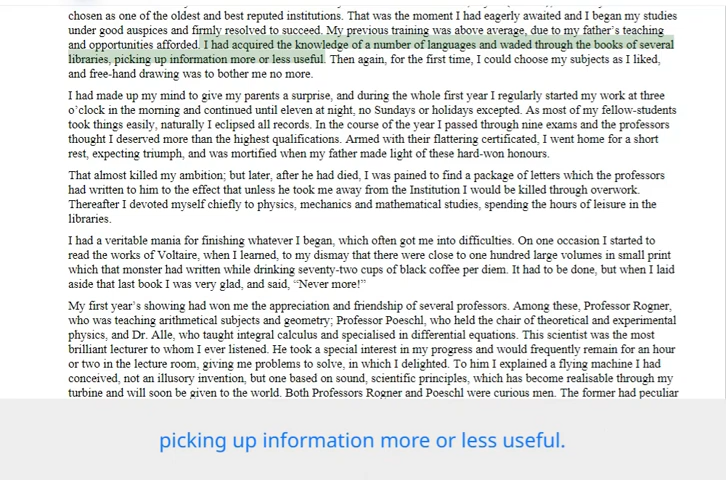 chosen as one of the oldest and best reputed institutions. That was the moment I had eagerly awaited and I began my studies
under good auspices and firmly resolved to succeed. My previous training was above average, due to my father’s teaching
and opportunities afforded. I had acquired the knowledge of a number of languages and waded through the books of several
libraries, picking up information more or less useful. Then again, for the first time, I could choose my subjects as I liked,
and free-hand drawing was to bother me no more.
I had made up my mind to give my parents a surprise, and during the whole first year I regularly started my work at three
o’clock in the morning and continued until eleven at night, no Sundays or holidays excepted. As most of my fellow-students
took things easily, naturally I eclipsed all records. In the course of the year I passed through nine exams and the professors
thought I deserved more than the highest qualifications. Armed with their flattering certificated, I went home for a short
rest, expecting triumph, and was mortified when my father made light of these hard-won honours.
That almost killed my ambition; but later, after he had died, I was pained to find a package of letters which the professors
had written to him to the effect that unless he took me away from the Institution I would be killed through overwork.
Thereafter I devoted myself chiefly to physics, mechanics and mathematical studies, spending the hours of leisure in the
libraries.
I had a veritable mania for finishing whatever I began, which often got me into difficulties. On one occasion I started to
read the works of Voltaire, when I learned, to my dismay that there were close to one hundred large volumes in small print
which that monster had written while drinking seventy-two cups of black coffee per diem. It had to be done, but when I laid
aside that last book I was very glad, and said, “Never more!”
My first year’s showing had won me the appreciation and friendship of several professors. Among these, Professor Rogner,
who was teaching arithmetical subjects and geometry; Professor Poeschl, who held the chair of theoretical and experimental
physics, and Dr. Alle, who taught integral calculus and specialised in differential equations. This scientist was the most
brilliant lecturer to whom I ever listened. He took a special interest in my progress and would frequently remain for an hour
or two in the lecture room, giving me problems to solve, in which I delighted. To him I explained a flying machine I had
conceived, not an illusory invention, but one based on sound, scientific principles, which has become realisable through my
turbine and will soon be given to the world. Both Professors Rogner and Poeschl were curious men. The former had peculiar
picking up information more or less useful.